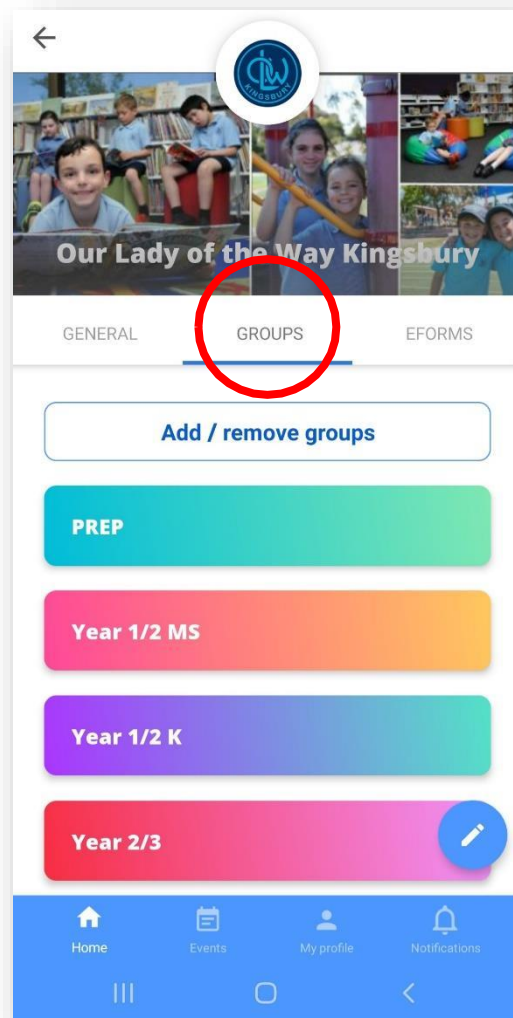 OLW
KINGSBURY
Our Lady of the Way Kingsbury
GENERAL GROUPS EFORMS
Add / remove groups
PREP
Year 1/2 MS
Year 1/2 K
Year 2/3
Home Events My profile Notifications